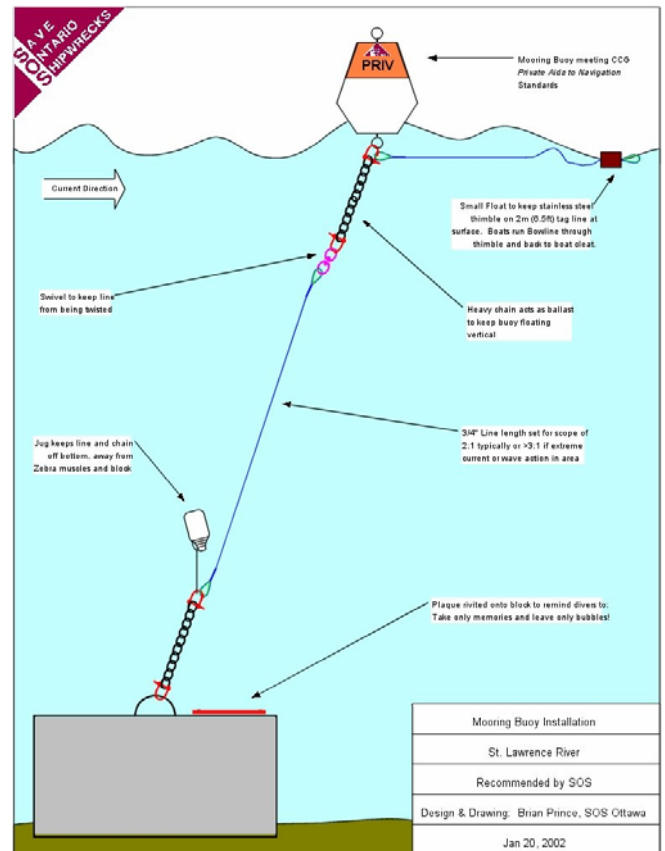 SAVE
ONTARIO
SHIPWRECKS
PRIV
Mooring Buoy meeting CCG
Private Aids to Navigation
Standards
Current Direction
Small Float to keep stainless steel
thimble on 2m (6.5ft) tag line at
surface. Boats run Bowline through
thimble and back to boat cleat.
Swivel to keep line
from being twisted
Heavy chain acts as ballast
to keep buoy floating
vertical
Jug keeps line and chain
off bottom, away from
Zebra muscles and block
3/4" Line length set for scope of
2:1 typically or >3:1 if extreme
current or wave action in area
Plaque rivited onto block to remind divers to:
Take only memories and leave only bubbles!
Mooring Buoy Installation
St. Lawrence River
Recommended by SOS
Design & Drawing: Brian Prince, SOS Ottawa
Jan 20, 2002